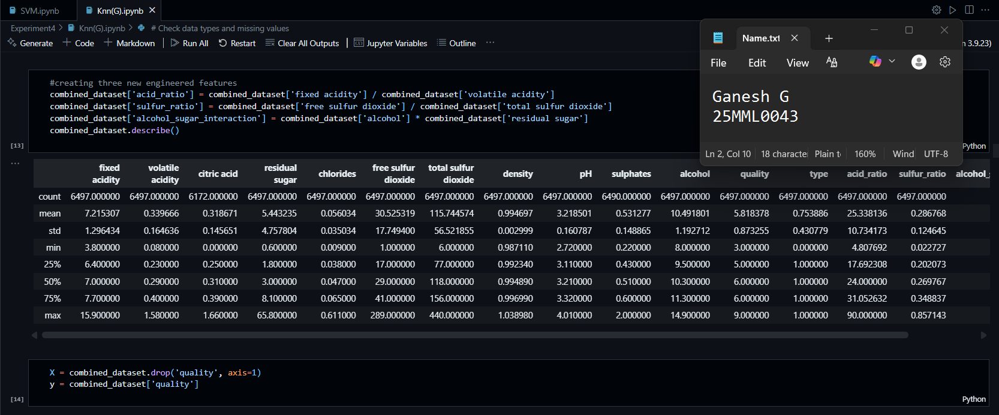 SVM.ipynb
Knn(G).ipynb
Experiment4 > Knn(G).ipynb > # Check data types and missing values
Generate + Code + Markdown | Run All Restart Clear All Outputs | Jupyter Variables Outline ...
3.9.23)
Name.txt
File Edit View
Ganesh G
25MML0043
Ln 2, Col 10 18 character Plain t 160% Wind UTF-8
#creating three new engineered features
combined_dataset['acid_ratio'] = combined_dataset['fixed acidity'] / combined_dataset['volatile acidity']
combined_dataset['sulfur_ratio'] = combined_dataset['free sulfur dioxide'] / combined_dataset['total sulfur dioxide']
combined_dataset['alcohol_sugar_interaction'] = combined_dataset['alcohol'] * combined_dataset['residual sugar']
combined_dataset.describe()
[13]
Python
...
fixed acidity volatile acidity citric acid residual sugar chlorides free sulfur dioxide total sulfur dioxide density pH sulphates alcohol quality type acid_ratio sulfur_ratio alcohol_
count 6497.000000 6497.000000 6172.000000 6497.000000 6497.000000 6497.000000 6497.000000 6497.000000 6497.000000 6490.000000 6497.000000 6497.000000 6497.000000 6497.000000 6497.000000
mean 7.215307 0.339666 0.318671 5.443235 0.056034 30.525319 115.744574 0.994697 3.218501 0.531277 10.491801 5.818378 0.753886 25.338136 0.286768
std 1.296434 0.164636 0.145651 4.757804 0.035034 17.749400 56.521855 0.002999 0.160787 0.148865 1.192712 0.873255 0.430779 10.734173 0.124645
min 3.800000 0.080000 0.000000 0.600000 0.009000 1.000000 6.000000 0.987110 2.720000 0.220000 8.000000 3.000000 0.000000 4.807692 0.022727
25% 6.400000 0.230000 0.250000 1.800000 0.038000 17.000000 77.000000 0.992340 3.110000 0.430000 9.500000 5.000000 1.000000 17.692308 0.202073
50% 7.000000 0.290000 0.310000 3.000000 0.047000 29.000000 118.000000 0.994890 3.210000 0.510000 10.300000 6.000000 1.000000 24.000000 0.269767
75% 7.700000 0.400000 0.390000 8.100000 0.065000 41.000000 156.000000 0.996990 3.320000 0.600000 11.300000 6.000000 1.000000 31.052632 0.348837
max 15.900000 1.580000 1.660000 65.800000 0.611000 289.000000 440.000000 1.038980 4.010000 2.000000 14.900000 9.000000 1.000000 90.000000 0.857143
X = combined_dataset.drop('quality', axis=1)
y = combined_dataset['quality']
[14]
Python